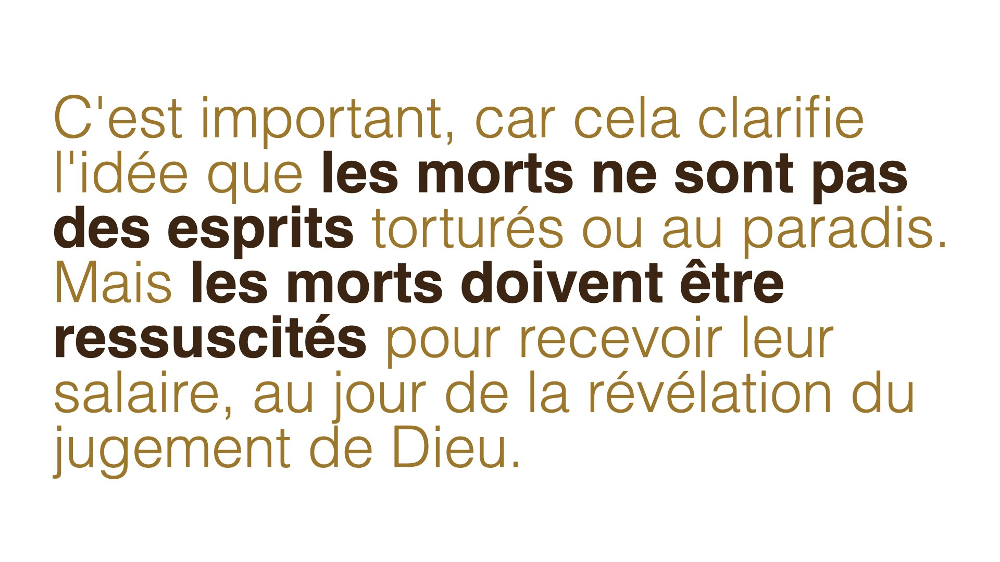 C'est important, car cela clarifie
l'idée que les morts ne sont pas
des esprits torturés ou au paradis.
Mais les morts doivent être
ressuscités pour recevoir leur
salaire, au jour de la révélation du
jugement de Dieu.